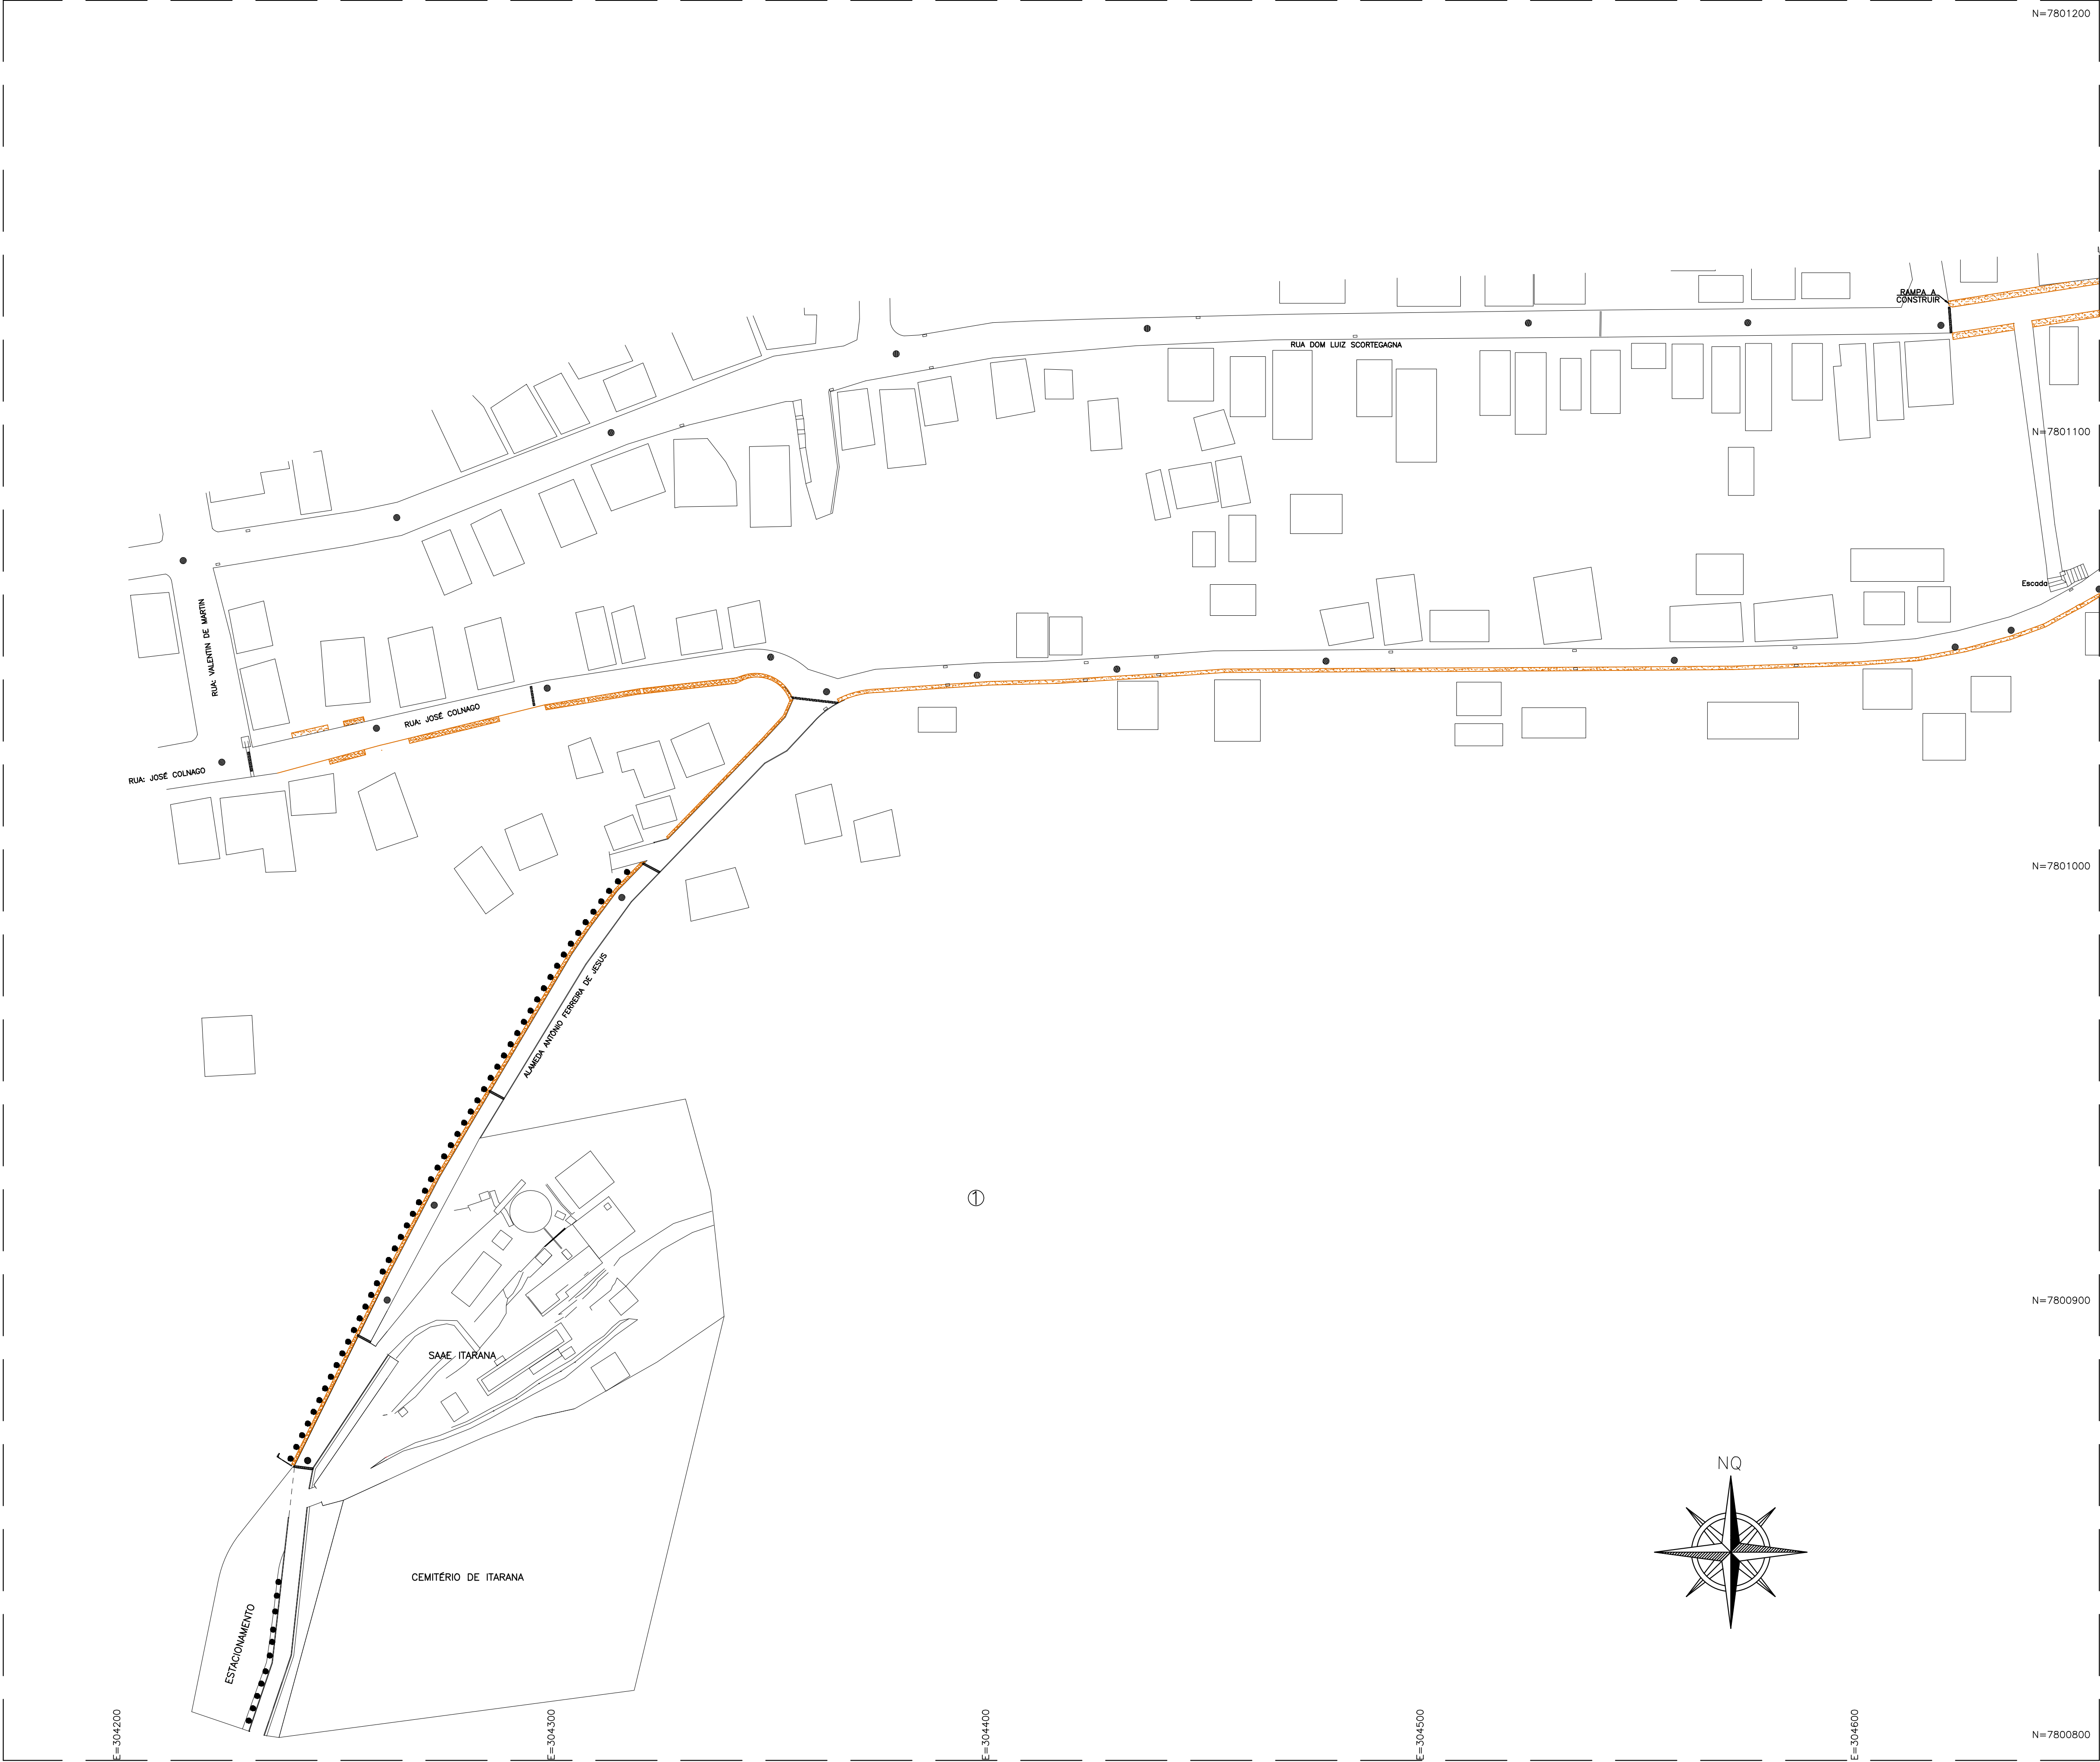 N=7801200
RAMPA A
CONSTRUIR
RUA DOM LUIZ SCORTEGAGNA
N=7801100
Escada
RUA: VALENTIN DE MARTIN
RUA: JOSÉ COLNAGO
RUA: JOSÉ COLNAGO
N=7801000
ALAMEDA ANTÔNIO FERREIRA DE JESUS
1
N=7800900
SAAE ITARANA
NQ
CEMITÉRIO DE ITARANA
ESTACIONAMENTO
E=304200
E=304300
E=304400
E=304500
E=304600
N=7800800